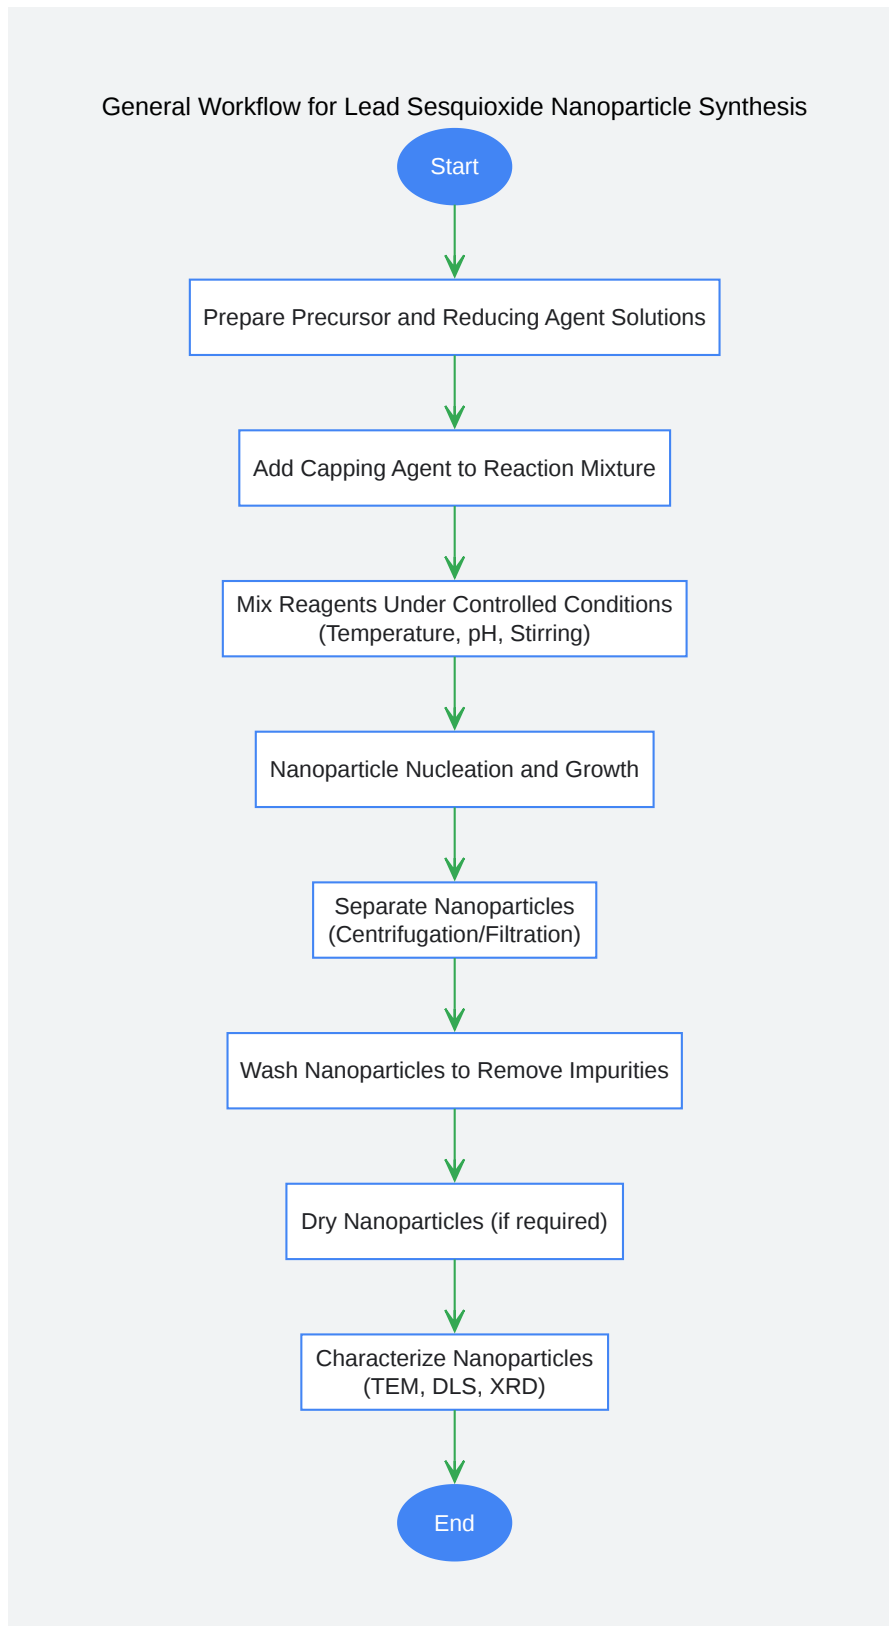 General Workflow for Lead Sesquioxide Nanoparticle Synthesis
Start
Prepare Precursor and Reducing Agent Solutions
Add Capping Agent to Reaction Mixture
Mix Reagents Under Controlled Conditions
(Temperature, pH, Stirring)
Nanoparticle Nucleation and Growth
Separate Nanoparticles
(Centrifugation/Filtration)
Wash Nanoparticles to Remove Impurities
Dry Nanoparticles (if required)
Characterize Nanoparticles
(TEM, DLS, XRD)
End